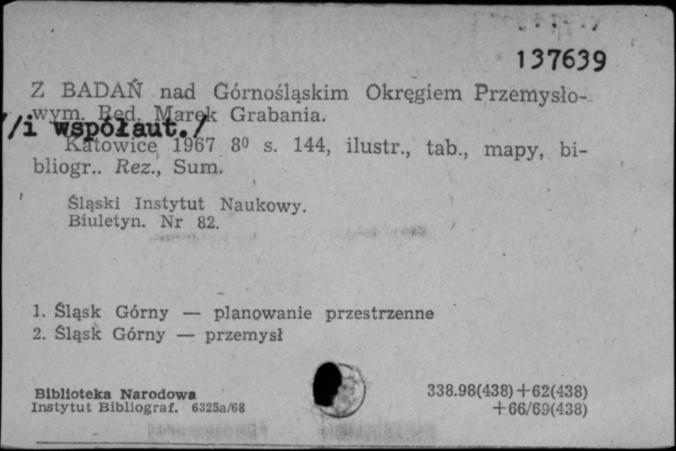 137639
Z BADAŃ nad Górnośląskim Okręgiem Przemysło-
wym. Red. Marek Grabania.
/i współaut./
Katowice 1967 8⁰ s. 144, ilustr., tab., mapy, bi-
bliogr.. Rez., Sum.
Śląski Instytut Naukowy.
Biuletyn. Nr 82.
1. Śląsk Górny — planowanie przestrzenne
2. Śląsk Górny — przemysł
Biblioteka Narodowa
Instytut Bibliograf. 6325a/68
338.98(438)+62(438)
+66/69(438)